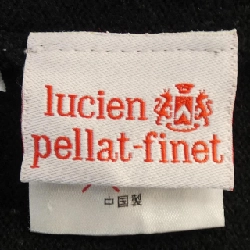 lucien
pellat-finet
中国製